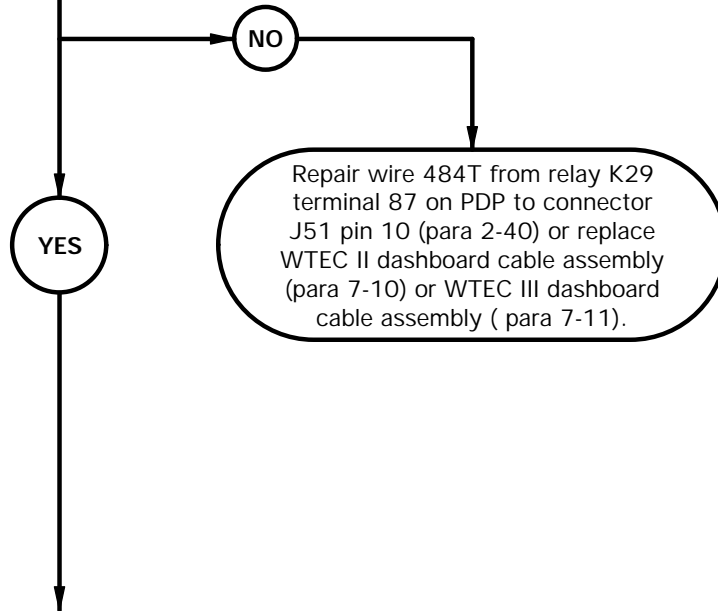 NO
YES
Repair wire 484T from relay K29
terminal 87 on PDP to connector
J51 pin 10 (para 2-40) or replace
WTEC II dashboard cable assembly
(para 7-10) or WTEC III dashboard
cable assembly ( para 7-11).